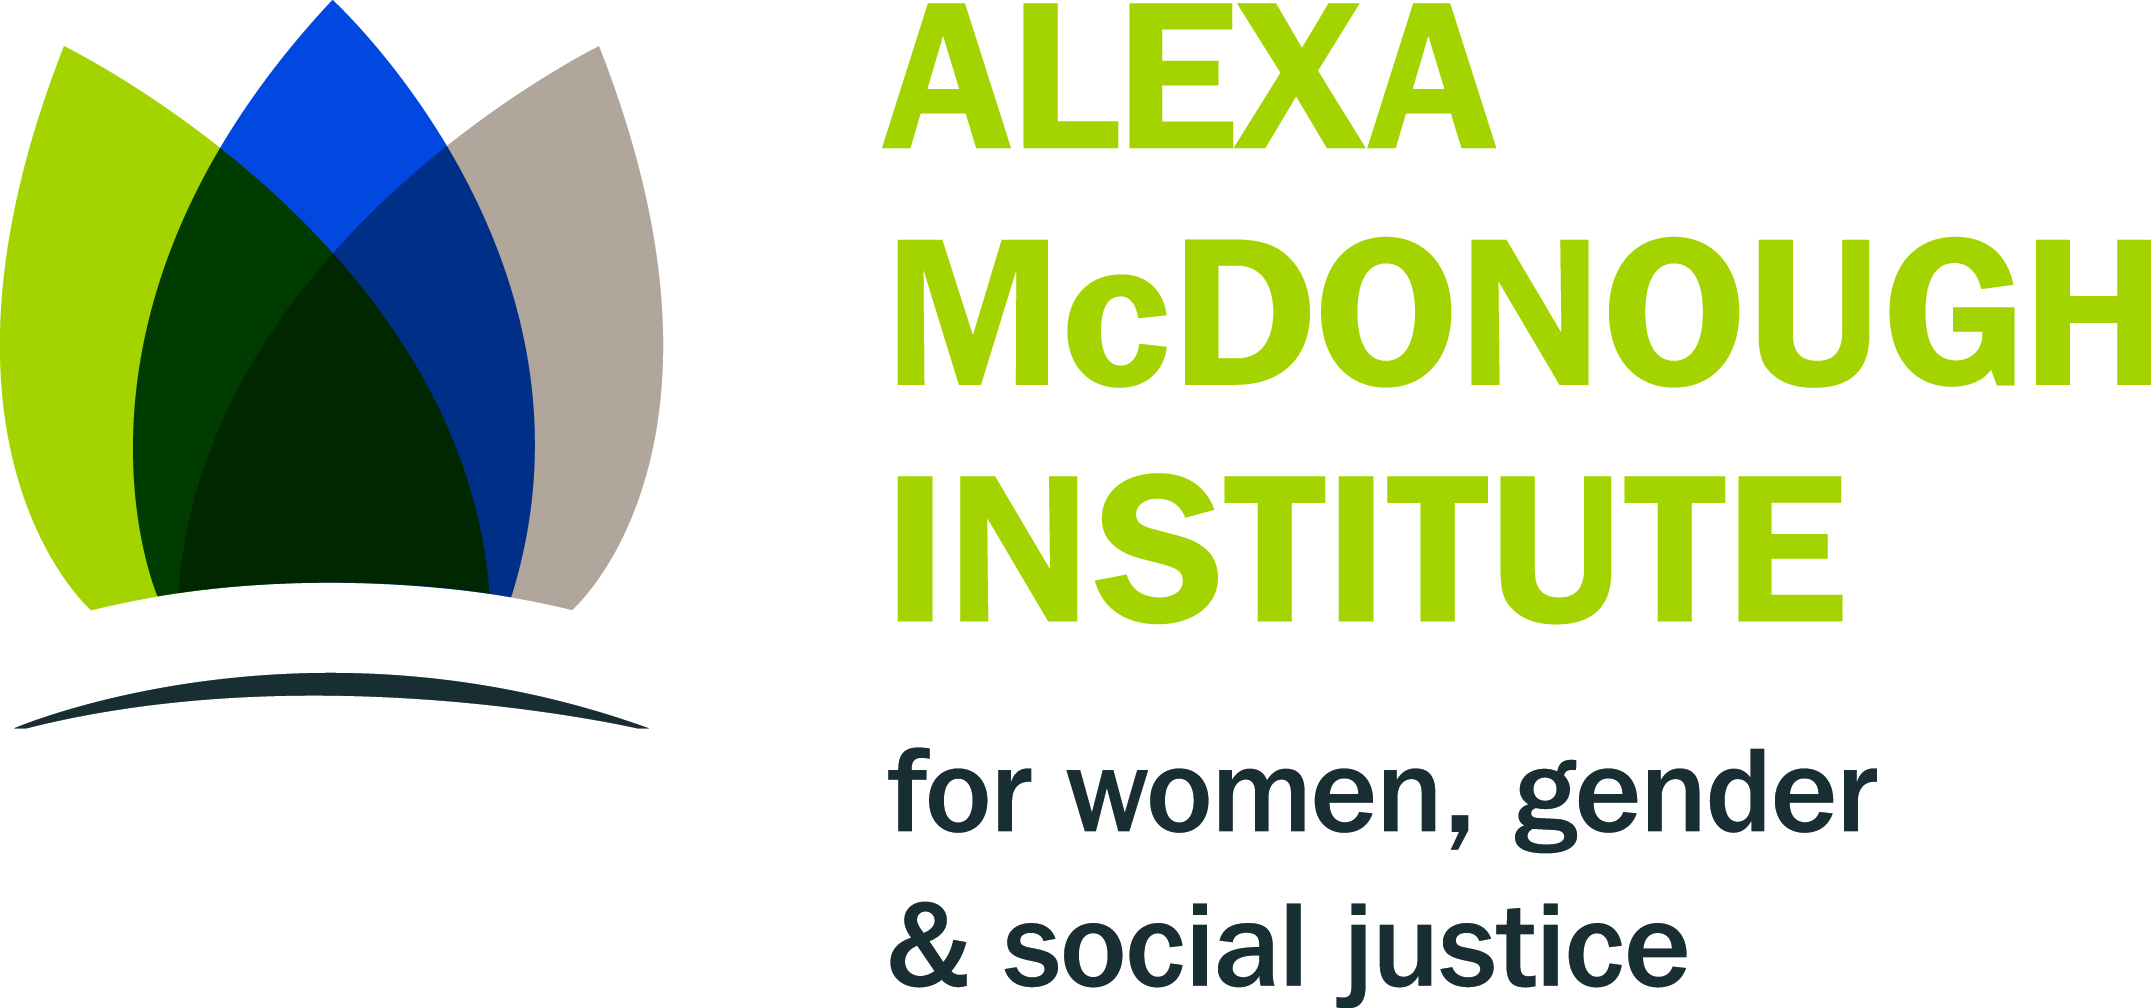 ALEXA
McDONOUGH
INSTITUTE
for women, gender
& social justice